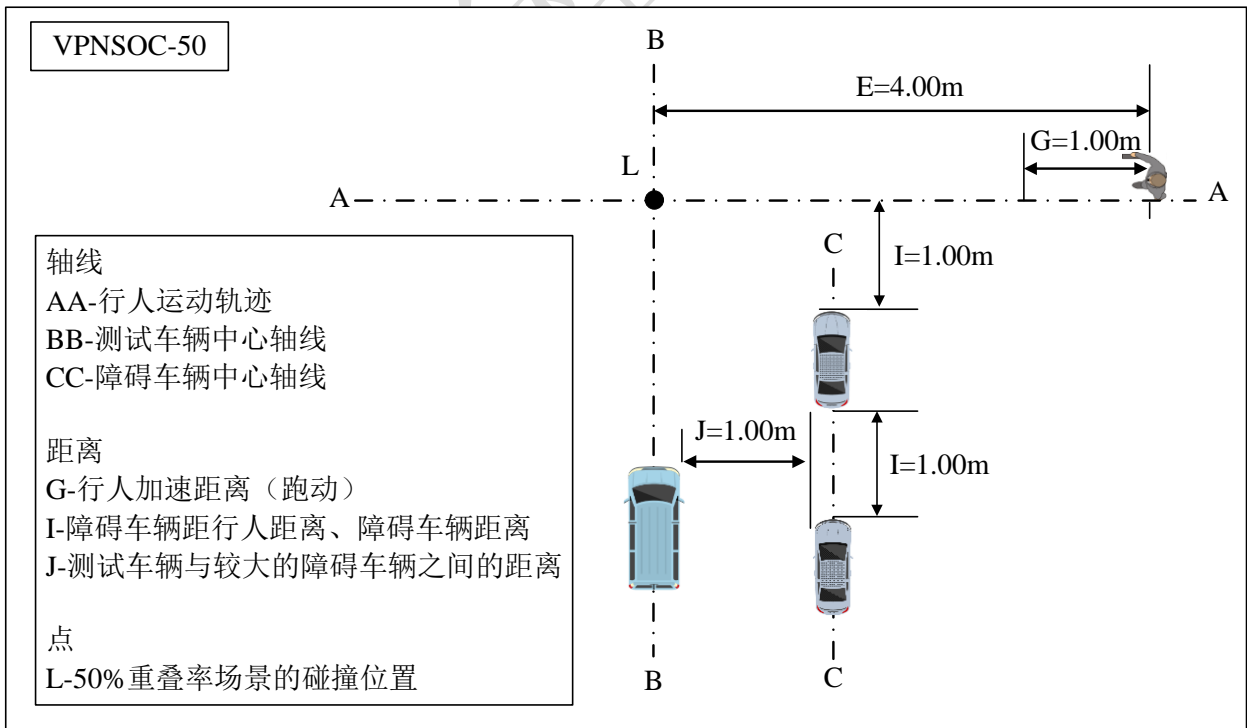 VPNSOC-50
B
E=4.00m
G=1.00m
L
A
A
C
I=1.00m
轴线
AA-行人运动轨迹
BB-测试车辆中心轴线
CC-障碍车辆中心轴线
距离
G-行人加速距离（跑动）
I-障碍车辆距行人距离、障碍车辆距离
J-测试车辆与较大的障碍车辆之间的距离
点
L-50%重叠率场景的碰撞位置
J=1.00m
I=1.00m
B
C